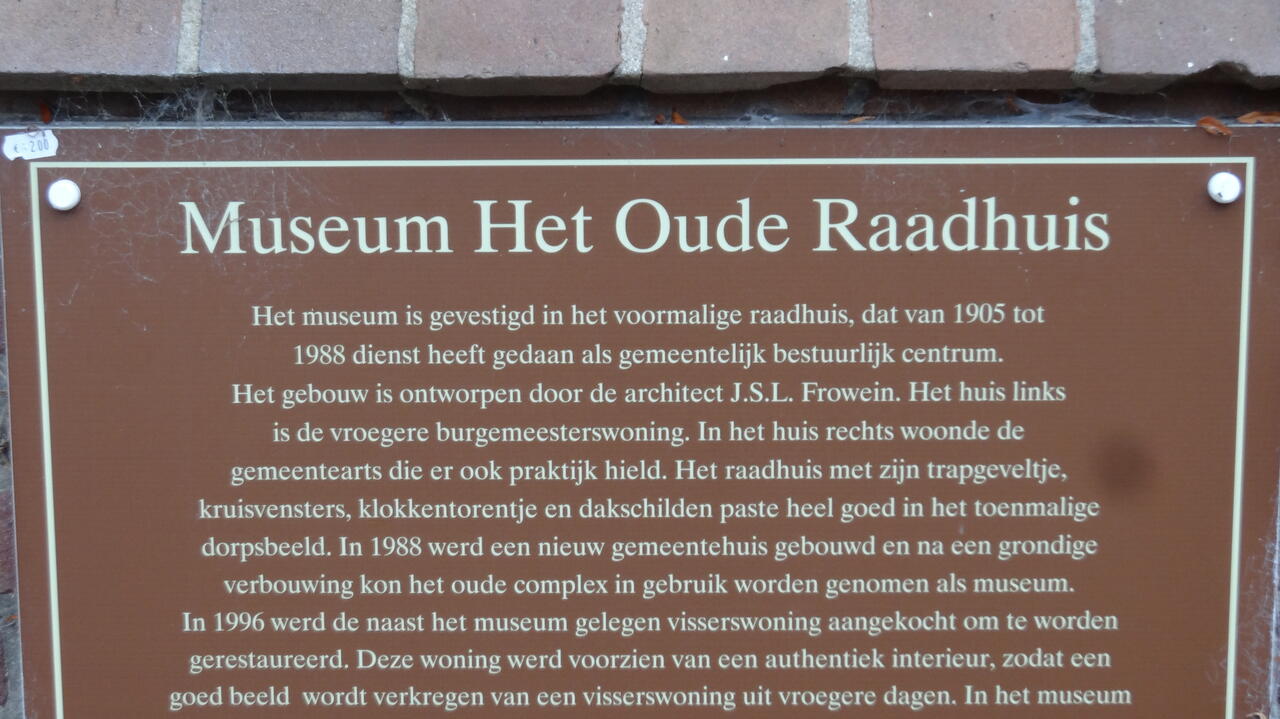 € 2.00
Museum Het Oude Raadhuis
Het museum is gevestigd in het voormalige raadhuis, dat van 1905 tot
1988 dienst heeft gedaan als gemeentelijk bestuurlijk centrum.
Het gebouw is ontworpen door de architect J.S.L. Frowein. Het huis links
is de vroegere burgemeesterswoning. In het huis rechts woonde de
gemeentearts die er ook praktijk hield. Het raadhuis met zijn trapgeveltje,
kruisvensters, klokkentorentje en dakschilden paste heel goed in het toenmalige
dorpsbeeld. In 1988 werd een nieuw gemeentehuis gebouwd en na een grondige
verbouwing kon het oude complex in gebruik worden genomen als museum.
In 1996 werd de naast het museum gelegen visserswoning aangekocht om te worden
gerestaureerd. Deze woning werd voorzien van een authentiek interieur, zodat een
goed beeld wordt verkregen van een visserswoning uit vroegere dagen. In het museum